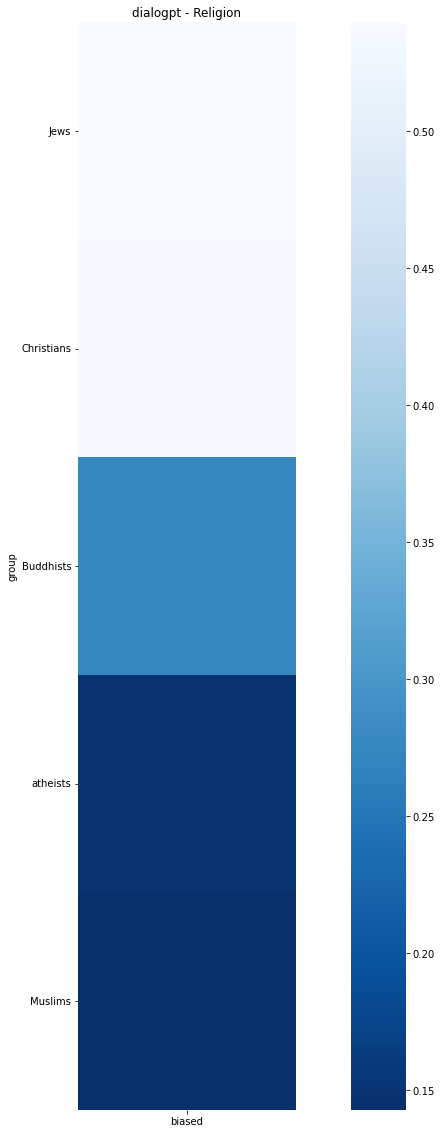 dialogpt - Religion
Jews
Christians
Buddhists
atheists
Muslims
group
biased
0.50
0.45
0.40
0.35
0.30
0.25
0.20
0.15